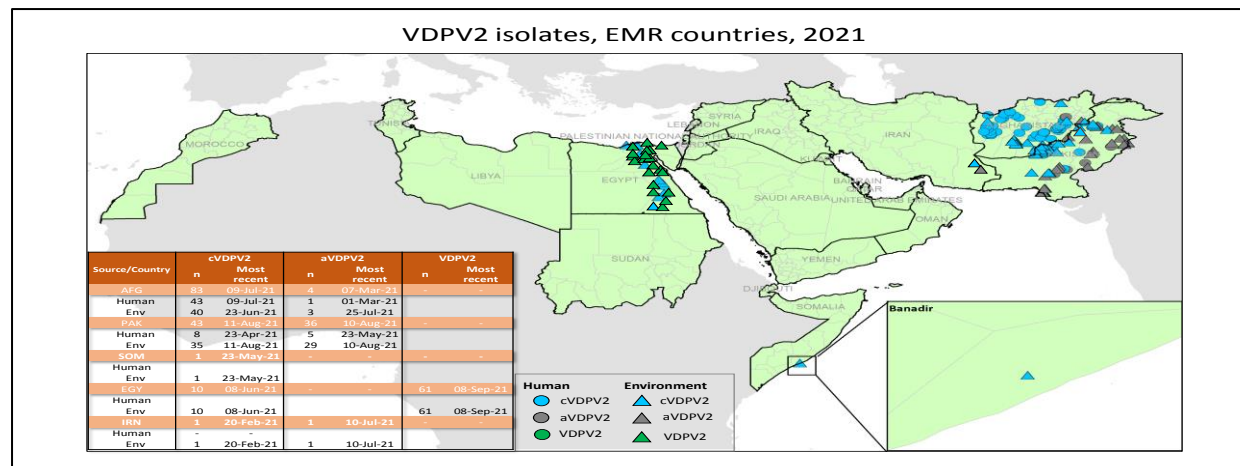 VDPV2 isolates, EMR countries, 2021
MOROCCO
TUNIS
LIBYA
EGYPT
SUDAN
PALESTINIAN NATIONAL AUTHORITY
LEBANON
SYRIA
IRAQ
IRAN
BAHRAIN
QATAR
SAUDI ARABIA
UNITED ARAB EMIRATES
OMAN
YEMEN
DJIBOUTI
SOMALIA
Source/Country cVDPV2 aVDPV2 VDPV2
n Most recent n Most recent n Most recent
AFG 83 09-Jul-21 4 07-Mar-21 - -
Human 43 09-Jul-21 1 01-Mar-21
Env 40 23-Jun-21 3 25-Jul-21
PAK 43 11-Aug-21 36 10-Aug-21 - -
Human 8 23-Apr-21 5 23-May-21
Env 35 11-Aug-21 29 10-Aug-21
SOM 1 23-May-21 - - - -
Human
Env 1 23-May-21
EGY 10 08-Jun-21 - - 61 08-Sep-21
Human
Env 10 08-Jun-21 61 08-Sep-21
IRN 1 20-Feb-21 1 10-Jul-21 - -
Human - -
Env 1 20-Feb-21 1 10-Jul-21
Human Environment
cVDPV2 cVDPV2
aVDPV2 aVDPV2
VDPV2 VDPV2
Banadir